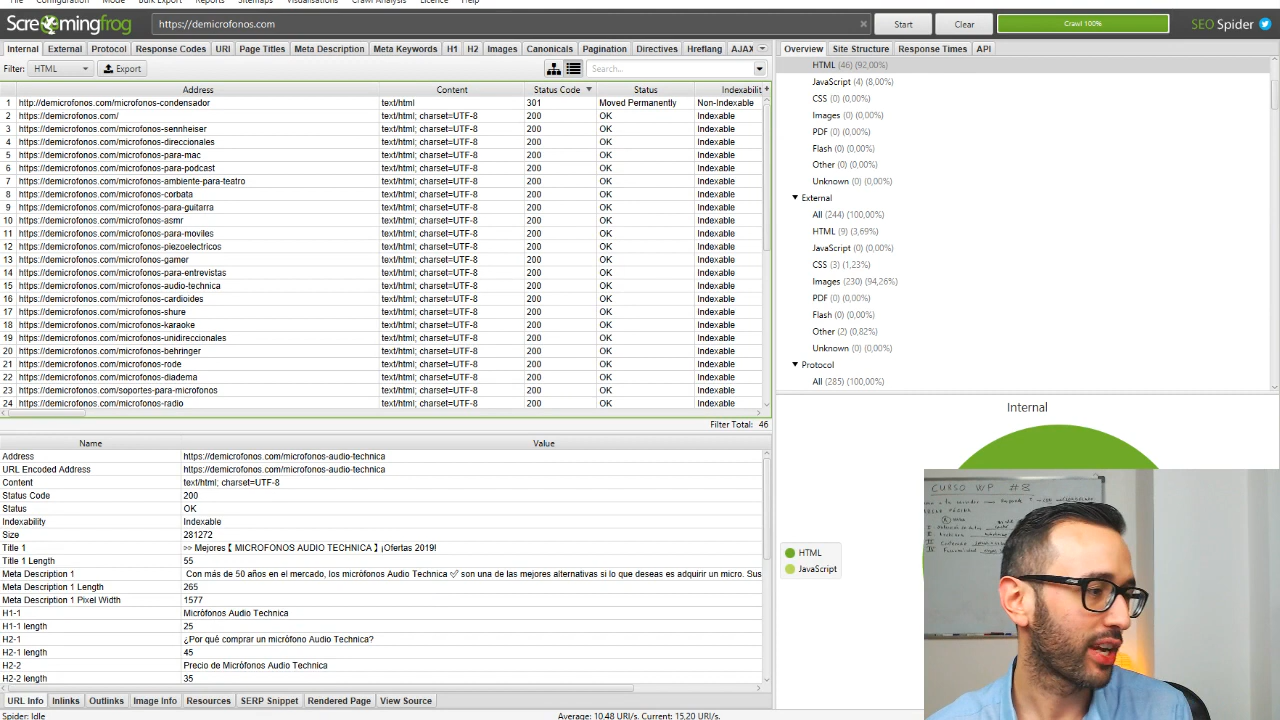 File Configuration Mode Bulk Export Reports Sitemaps Visualisations Crawl Analysis Licence Help
Screamingfrog https://demicrofonos.com Start Clear Crawl 100% SEO Spider
Internal External Protocol Response Codes URI Page Titles Meta Description Meta Keywords H1 H2 Images Canonicals Pagination Directives Hreflang AJAX
Filter: HTML Export Search...
Address Content Status Code Status Indexabilit
1 http://demicrofonos.com/microfonos-condensador text/html 301 Moved Permanently Non-Indexable
2 https://demicrofonos.com/ text/html; charset=UTF-8 200 OK Indexable
3 https://demicrofonos.com/microfonos-sennheiser text/html; charset=UTF-8 200 OK Indexable
4 https://demicrofonos.com/microfonos-direccionales text/html; charset=UTF-8 200 OK Indexable
5 https://demicrofonos.com/microfonos-para-mac text/html; charset=UTF-8 200 OK Indexable
6 https://demicrofonos.com/microfonos-para-podcast text/html; charset=UTF-8 200 OK Indexable
7 https://demicrofonos.com/microfonos-ambiente-para-teatro text/html; charset=UTF-8 200 OK Indexable
8 https://demicrofonos.com/microfonos-corbata text/html; charset=UTF-8 200 OK Indexable
9 https://demicrofonos.com/microfonos-para-guitarra text/html; charset=UTF-8 200 OK Indexable
10 https://demicrofonos.com/microfonos-asmr text/html; charset=UTF-8 200 OK Indexable
11 https://demicrofonos.com/microfonos-para-moviles text/html; charset=UTF-8 200 OK Indexable
12 https://demicrofonos.com/microfonos-piezoelectricos text/html; charset=UTF-8 200 OK Indexable
13 https://demicrofonos.com/microfonos-gamer text/html; charset=UTF-8 200 OK Indexable
14 https://demicrofonos.com/microfonos-para-entrevistas text/html; charset=UTF-8 200 OK Indexable
15 https://demicrofonos.com/microfonos-audio-technica text/html; charset=UTF-8 200 OK Indexable
16 https://demicrofonos.com/microfonos-cardioides text/html; charset=UTF-8 200 OK Indexable
17 https://demicrofonos.com/microfonos-shure text/html; charset=UTF-8 200 OK Indexable
18 https://demicrofonos.com/microfonos-karaoke text/html; charset=UTF-8 200 OK Indexable
19 https://demicrofonos.com/microfonos-unidireccionales text/html; charset=UTF-8 200 OK Indexable
20 https://demicrofonos.com/microfonos-behringer text/html; charset=UTF-8 200 OK Indexable
21 https://demicrofonos.com/microfonos-rode text/html; charset=UTF-8 200 OK Indexable
22 https://demicrofonos.com/microfonos-diadema text/html; charset=UTF-8 200 OK Indexable
23 https://demicrofonos.com/soportes-para-microfonos text/html; charset=UTF-8 200 OK Indexable
24 https://demicrofonos.com/microfonos-radio text/html; charset=UTF-8 200 OK Indexable
Filter Total: 46
Name Value
Address https://demicrofonos.com/microfonos-audio-technica
URL Encoded Address https://demicrofonos.com/microfonos-audio-technica
Content text/html; charset=UTF-8
Status Code 200
Status OK
Indexability Indexable
Size 281272
Title 1 >> Mejores【 MICRÓFONOS AUDIO TECHNICA 】¡Ofertas 2019!
Title 1 Length 55
Meta Description 1 Con más de 50 años en el mercado, los micrófonos Audio Technica ✅ son una de las mejores alternativas si lo que deseas es adquirir un micro. Sus
Meta Description 1 Length 265
Meta Description 1 Pixel Width 1577
H1-1 Micrófonos Audio Technica
H1-1 length 25
H2-1 ¿Por qué comprar un micrófono Audio Technica?
H2-1 length 45
H2-2 Precio de Micrófonos Audio Technica
H2-2 length 35
URL Info Inlinks Outlinks Image Info Resources SERP Snippet Rendered Page View Source
Spider: Idle Average: 10,48 URI/s. Current: 15,20 URI/s.
Overview Site Structure Response Times API
HTML (46) (92,00%)
JavaScript (4) (8,00%)
CSS (0) (0,00%)
Images (0) (0,00%)
PDF (0) (0,00%)
Flash (0) (0,00%)
Other (0) (0,00%)
Unknown (0) (0,00%)
External
All (244) (100,00%)
HTML (9) (3,69%)
JavaScript (0) (0,00%)
CSS (3) (1,23%)
Images (230) (94,26%)
PDF (0) (0,00%)
Flash (0) (0,00%)
Other (2) (0,82%)
Unknown (0) (0,00%)
Protocol
All (285) (100,00%)
Internal
HTML
JavaScript
CURSO WP #8